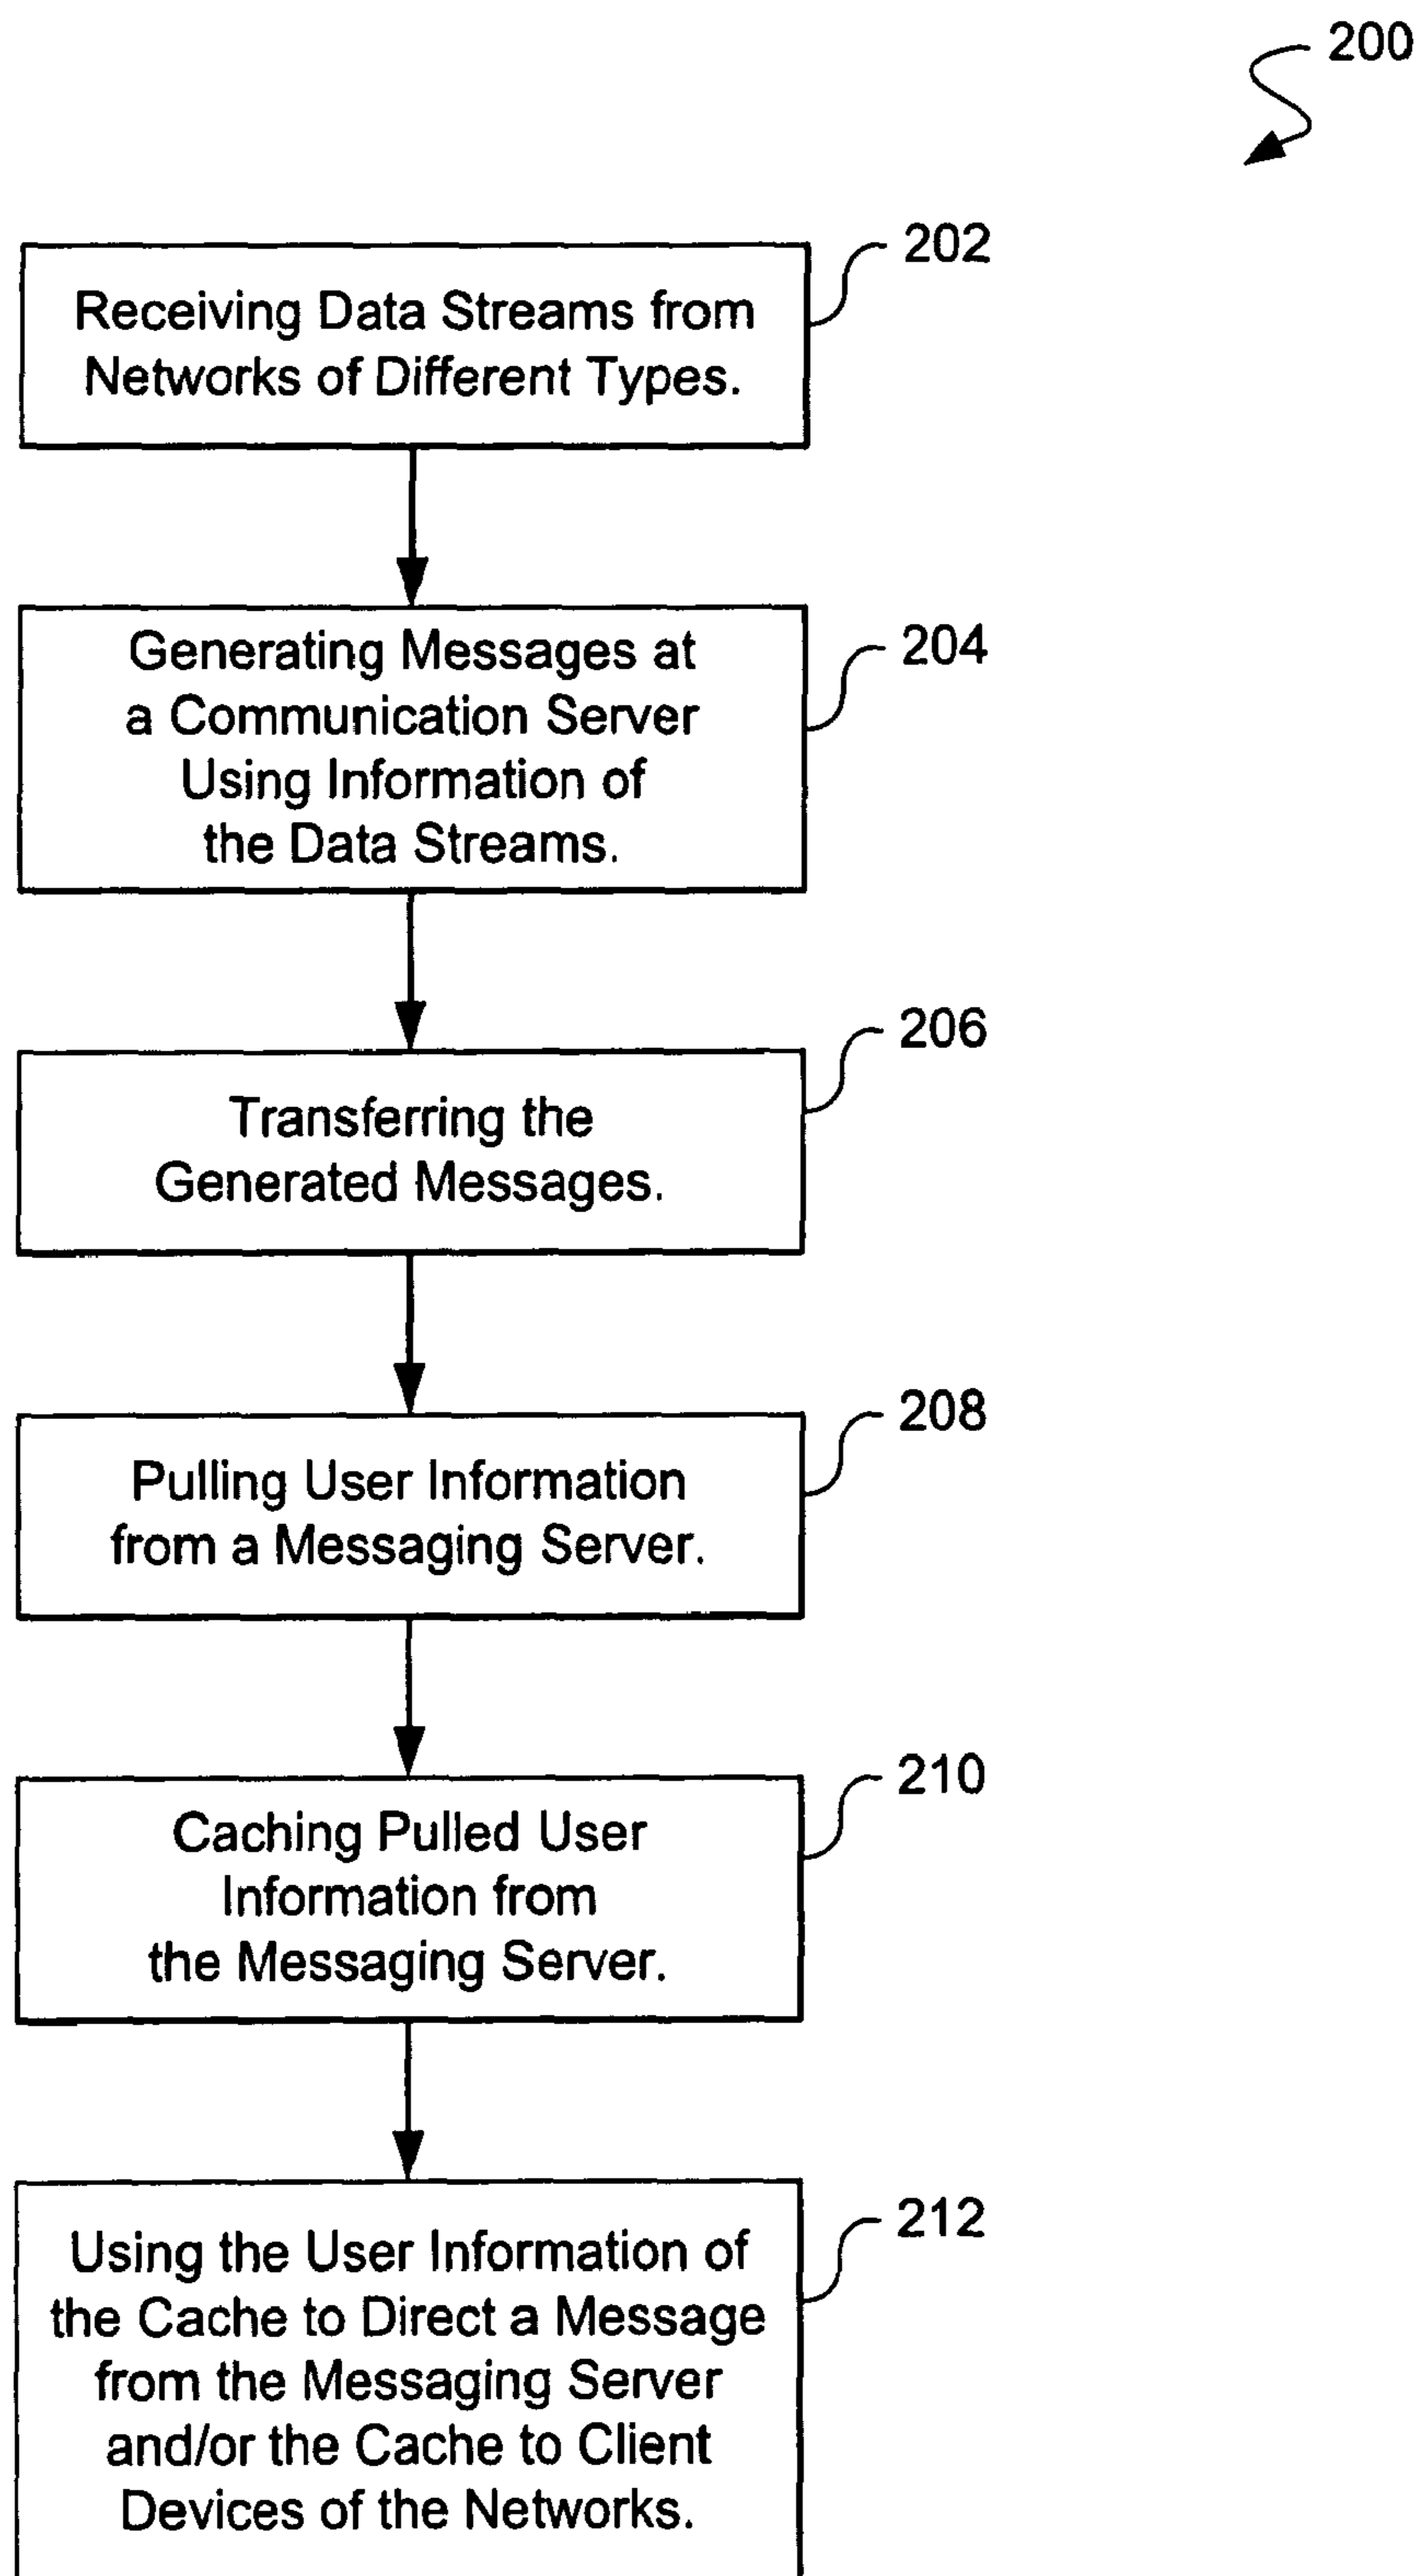 200
202
Receiving Data Streams from
Networks of Different Types.
204
Generating Messages at
a Communication Server
Using Information of
the Data Streams.
206
Transferring the
Generated Messages.
208
Pulling User Information
from a Messaging Server.
210
Caching Pulled User
Information from
the Messaging Server.
212
Using the User Information of
the Cache to Direct a Message
from the Messaging Server
and/or the Cache to Client
Devices of the Networks.